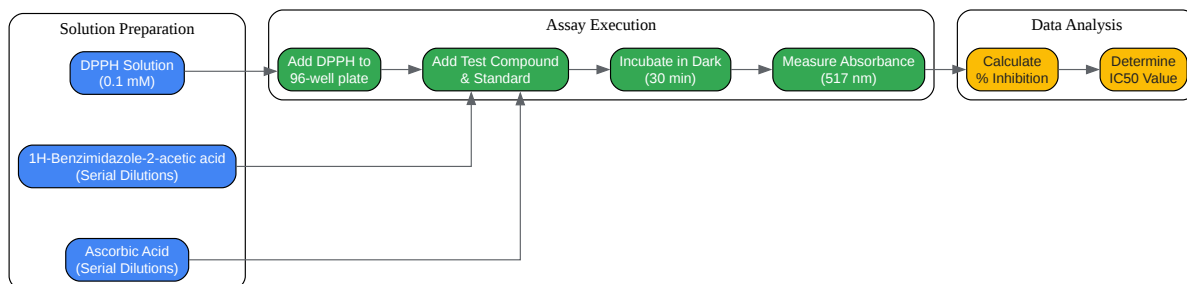 Solution Preparation
DPPH Solution
(0.1 mM)
1H-Benzimidazole-2-acetic acid
(Serial Dilutions)
Ascorbic Acid
(Serial Dilutions)
Assay Execution
Add DPPH to
96-well plate
Add Test Compound
& Standard
Incubate in Dark
(30 min)
Measure Absorbance
(517 nm)
Data Analysis
Calculate
% Inhibition
Determine
IC50 Value